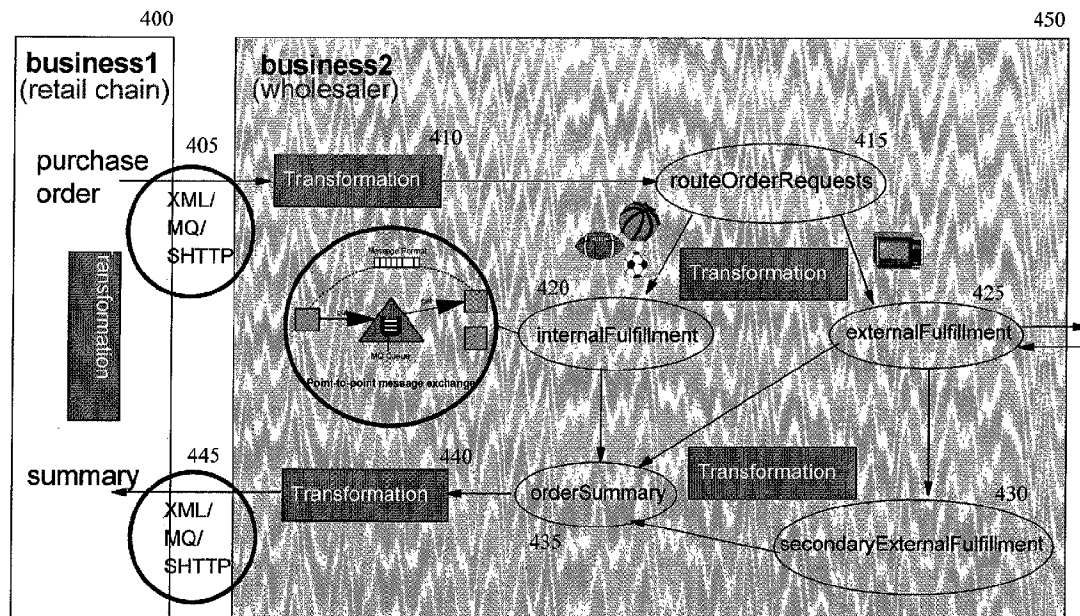 400
450
business1
(retail chain)
business2
(wholesaler)
405
410
415
purchase
order
XML/
MQ/
SHTTP
Transformation
routeOrderRequests
Message Format
Transformation
transformation
420
425
internalFulfillment
externalFulfillment
MQ Queue
Point-to-point message exchange
445
440
summary
XML/
MQ/
SHTTP
Transformation
orderSummary
435
Transformation
430
secondaryExternalFulfillment